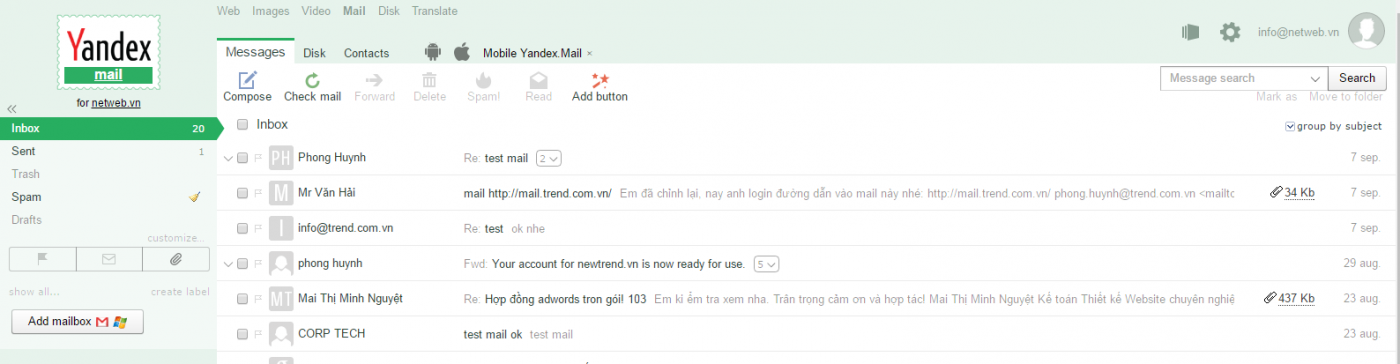 Web Images Video Mail Disk Translate
Yandex
mail
for netweb.vn
info@netweb.vn
Messages Disk Contacts Mobile Yandex.Mail ×
Compose Check mail Forward Delete Spam! Read Add button
Message search Search
Mark as Move to folder
Inbox 20
Sent 1
Trash
Spam
Drafts
customize...
show all... create label
Add mailbox
Inbox group by subject
PH Phong Huynh Re: test mail 2 7 sep.
M Mr Văn Hải mail http://mail.trend.com.vn/ Em đã chỉnh lại, nay anh login đường dẫn vào mail này nhé: http://mail.trend.com.vn/ phong.huynh@trend.com.vn <mailto 34 Kb 7 sep.
I info@trend.com.vn Re: test ok nhe 7 sep.
phong huynh Fwd: Your account for newtrend.vn is now ready for use. 5 29 aug.
MT Mai Thị Minh Nguyệt Re: Hợp đồng adwords trọn gói! 103 Em ki ểm tra xem nha. Trân trọng cảm ơn và hợp tác! Mai Thị Minh Nguyệt Kế toán Thiết kế Website chuyên nghiệ 437 Kb 23 aug.
CORP TECH test mail ok test mail 23 aug.